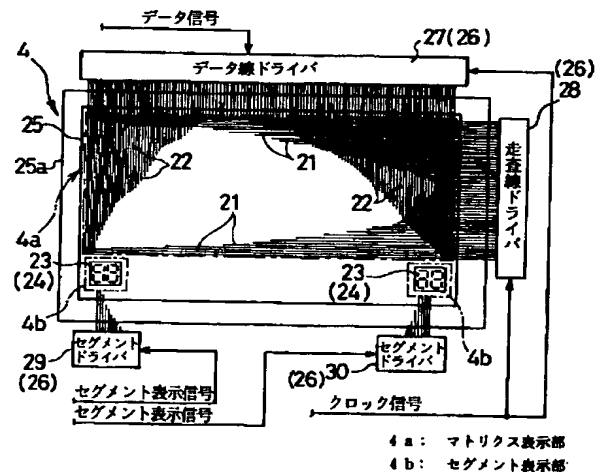 データ信号
4
27(26)
データ線ドライバ
(26)
28
25
25a
21
22
22
走査線ドライバ
4a
21
23
(24)
23
(24)
4b
4b
セグメント
ドライバ
セグメント
ドライバ
29
(26)
(26)
30
セグメント表示信号
セグメント表示信号
クロック信号
4a： マトリクス表示部
4b： セグメント表示部